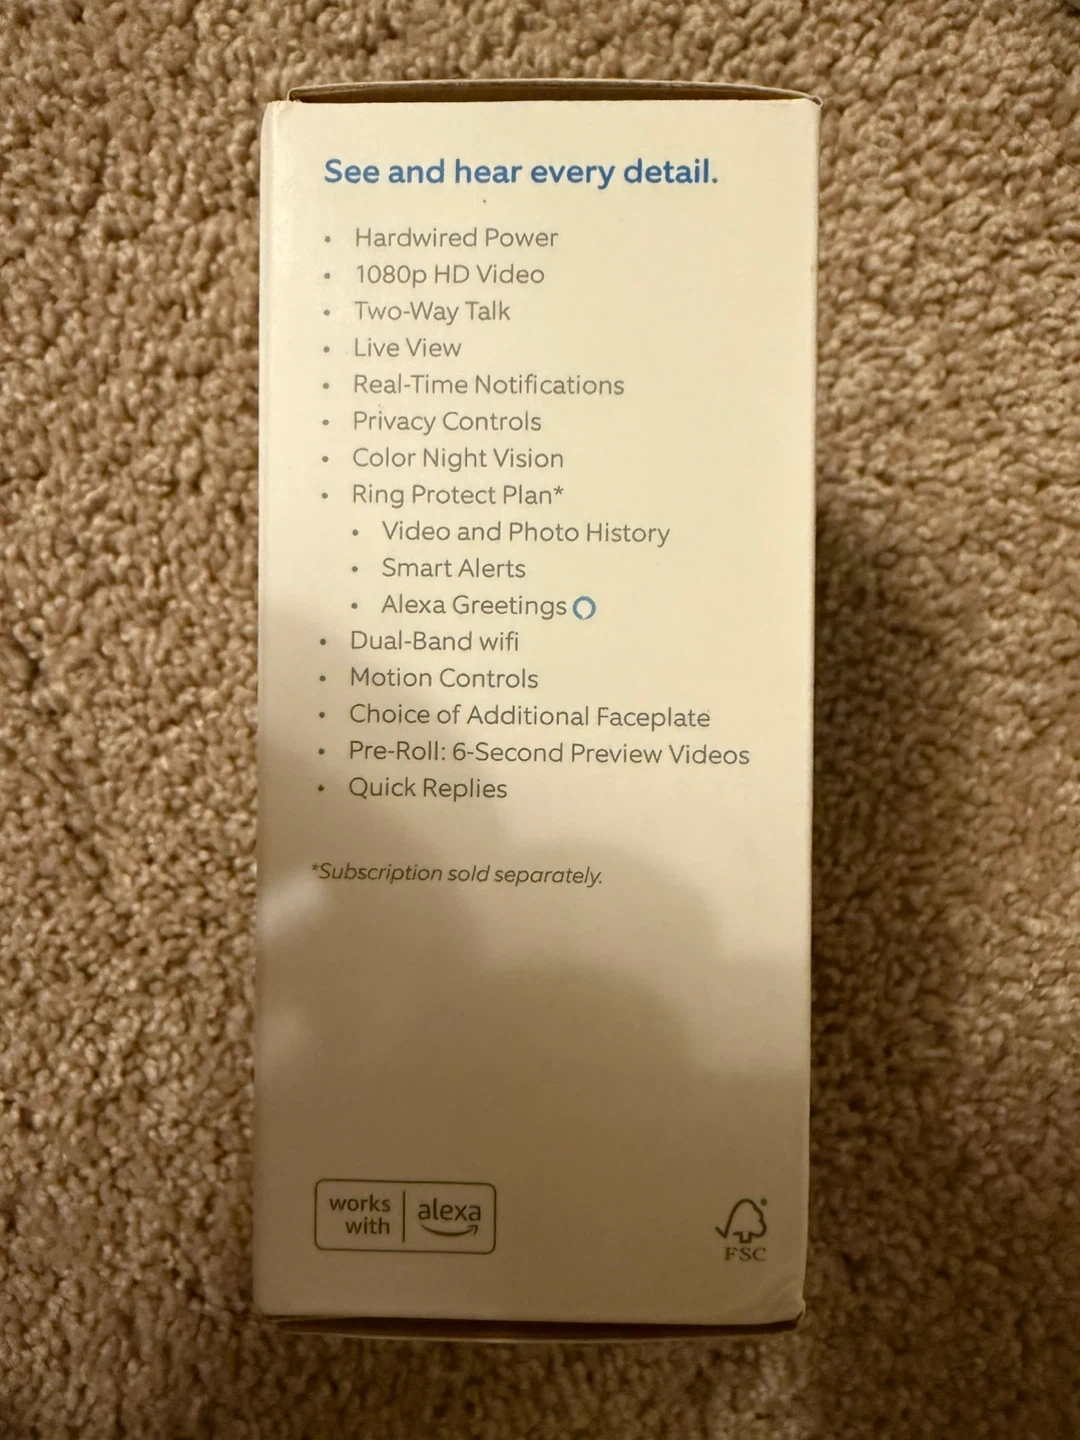 See and hear every detail.
• Hardwired Power
• 1080p HD Video
• Two-Way Talk
• Live View
• Real-Time Notifications
• Privacy Controls
• Color Night Vision
• Ring Protect Plan*
• Video and Photo History
• Smart Alerts
• Alexa Greetings
• Dual-Band wifi
• Motion Controls
• Choice of Additional Faceplate
• Pre-Roll: 6-Second Preview Videos
• Quick Replies
*Subscription sold separately.
works with alexa
FSC